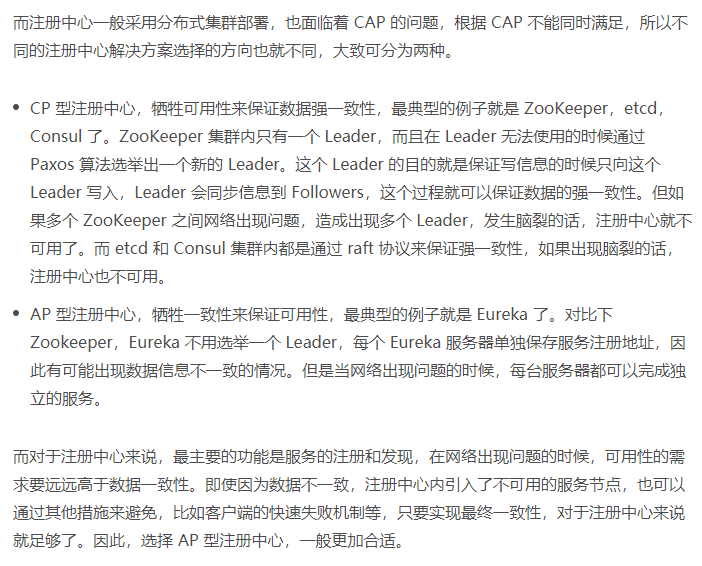 而注册中心一般采用分布式集群部署，也面临着 CAP 的问题，根据 CAP 不能同时满足，所以不
同的注册中心解决方案选择的方向也就不同，大致可分为两种。
• CP 型注册中心，牺牲可用性来保证数据强一致性，最典型的例子就是 ZooKeeper，etcd，
Consul 了。ZooKeeper 集群内只有一个 Leader，而且在 Leader 无法使用的时候通过
Paxos 算法选举出一个新的 Leader。这个 Leader 的目的就是保证写信息的时候只向这个
Leader 写入，Leader 会同步信息到 Followers，这个过程就可以保证数据的强一致性。但如
果多个 ZooKeeper 之间网络出现问题，造成出现多个 Leader，发生脑裂的话，注册中心就不
可用了。而 etcd 和 Consul 集群内都是通过 raft 协议来保证强一致性，如果出现脑裂的话，
注册中心也不可用。
• AP 型注册中心，牺牲一致性来保证可用性，最典型的例子就是 Eureka 了。对比下
Zookeeper，Eureka 不用选举一个 Leader，每个 Eureka 服务器单独保存服务注册地址，因
此有可能出现数据信息不一致的情况。但是当网络出现问题的时候，每台服务器都可以完成独
立的服务。
而对于注册中心来说，最主要的功能是服务的注册和发现，在网络出现问题的时候，可用性的需
求要远远高于数据一致性。即使因为数据不一致，注册中心内引入了不可用的服务节点，也可以
通过其他措施来避免，比如客户端的快速失败机制等，只要实现最终一致性，对于注册中心来说
就足够了。因此，选择 AP 型注册中心，一般更加合适。